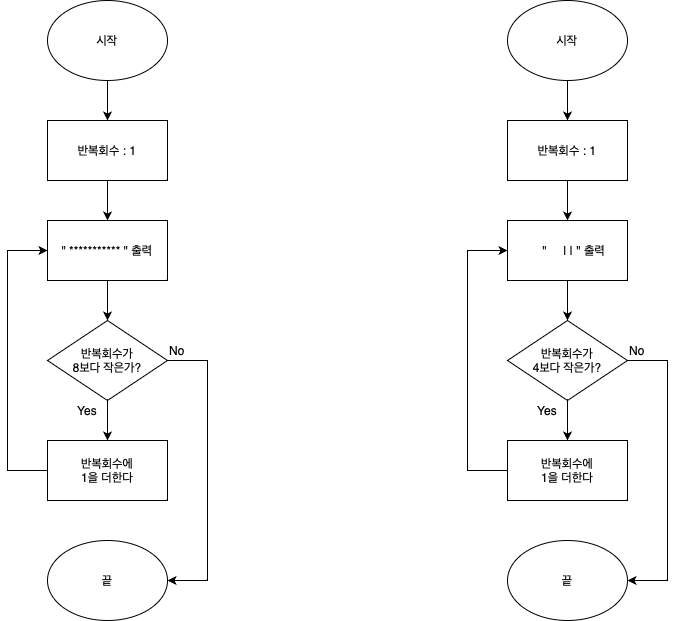 시작
반복회수 : 1
" *********** " 출력
반복회수가
8보다 작은가?
No
Yes
반복회수에
1을 더한다
끝
시작
반복회수 : 1
"     | | " 출력
반복회수가
4보다 작은가?
No
Yes
반복회수에
1을 더한다
끝